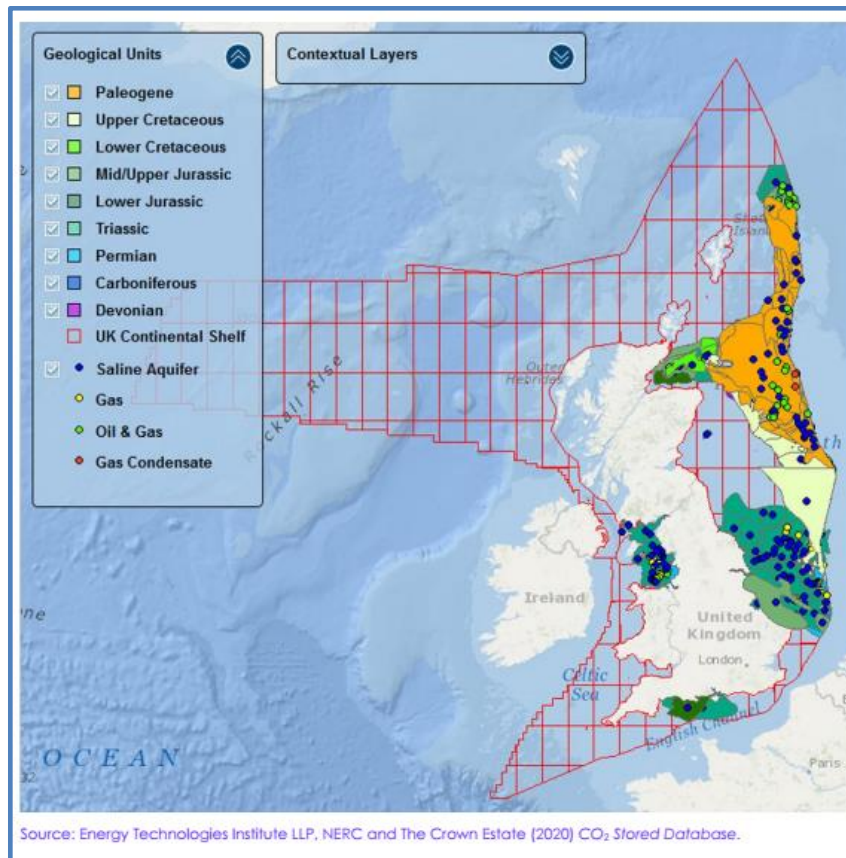 Geological Units
Contextual Layers
Paleogene
Upper Cretaceous
Lower Cretaceous
Mid/Upper Jurassic
Lower Jurassic
Triassic
Permian
Carboniferous
Devonian
UK Continental Shelf
Saline Aquifer
Gas
Oil & Gas
Gas Condensate
Outer
Hebrides
Rockall Rise
Ireland
United
Kingdom
London
Celtic
Sea
English Channel
Paris
OCEAN
Source: Energy Technologies Institute LLP, NERC and The Crown Estate (2020) CO₂ Stored Database.